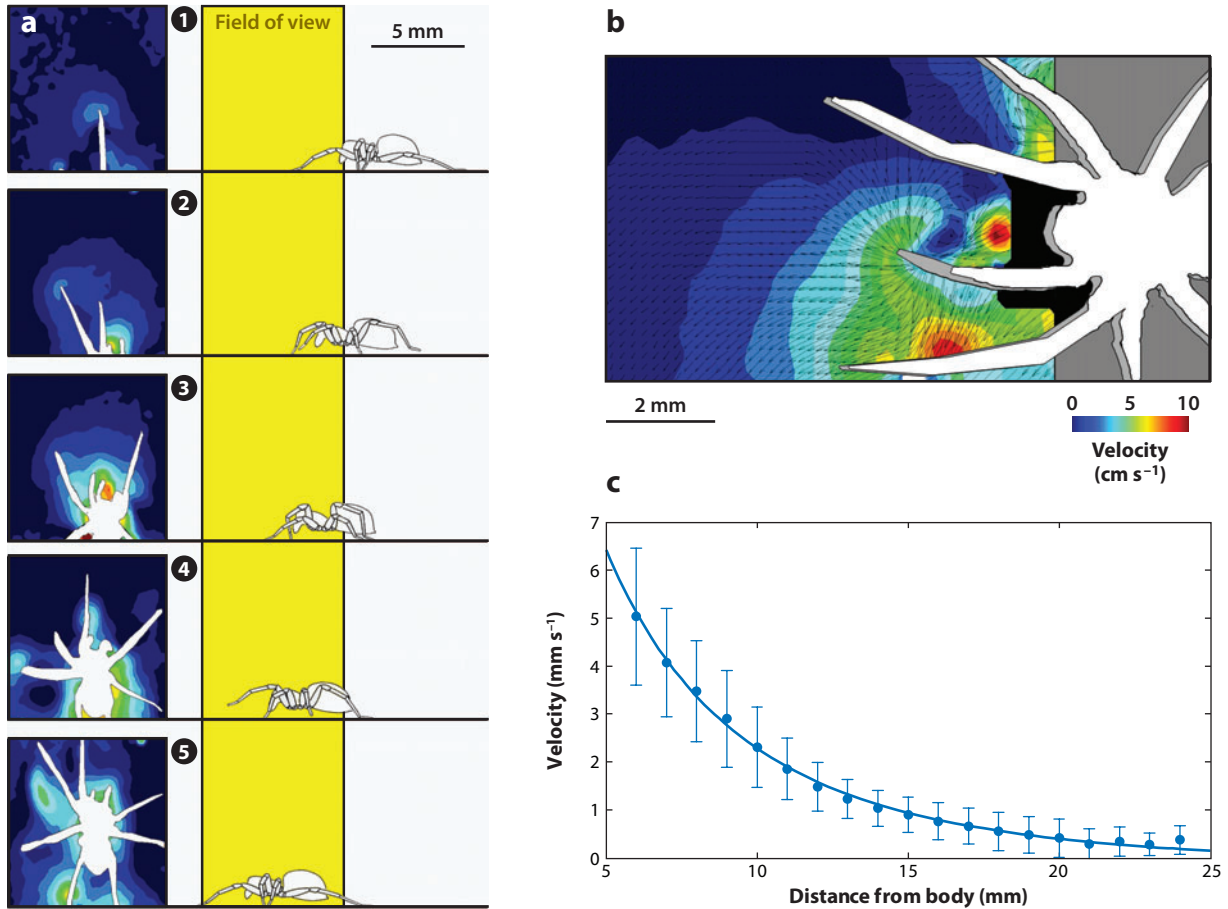 a
1
Field of view
5 mm
2
3
4
5
b
2 mm
0 5 10
Velocity
(cm s⁻¹)
c
7
6
5
4
3
2
1
0
Velocity (mm s⁻¹)
5 10 15 20 25
Distance from body (mm)